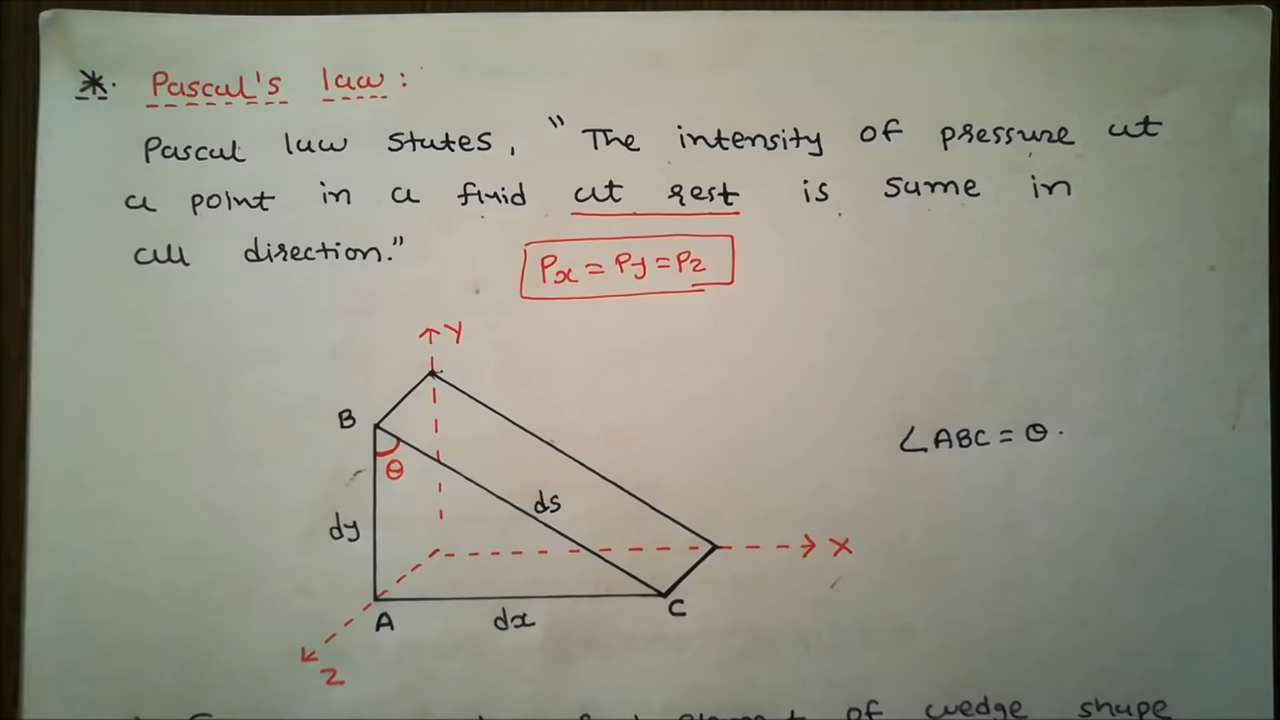 *. Pascal's law:
Pascal law states, "The intensity of pressure at
a point in a fluid at rest is same in
all direction."
Px = Py = Pz
Y
B
θ
∠ABC = θ.
ds
dy
X
A
dx
C
Z
of wedge shape